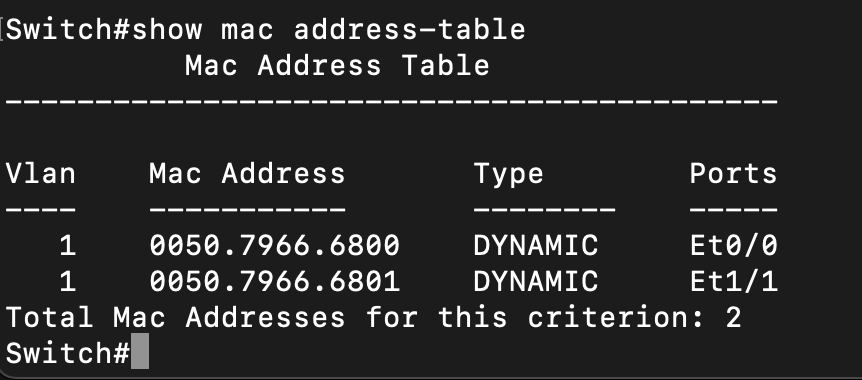 Switch#show mac address-table
          Mac Address Table
-------------------------------------------

Vlan    Mac Address       Type        Ports
----    -----------       --------    -----
   1    0050.7966.6800    DYNAMIC     Et0/0
   1    0050.7966.6801    DYNAMIC     Et1/1
Total Mac Addresses for this criterion: 2
Switch#